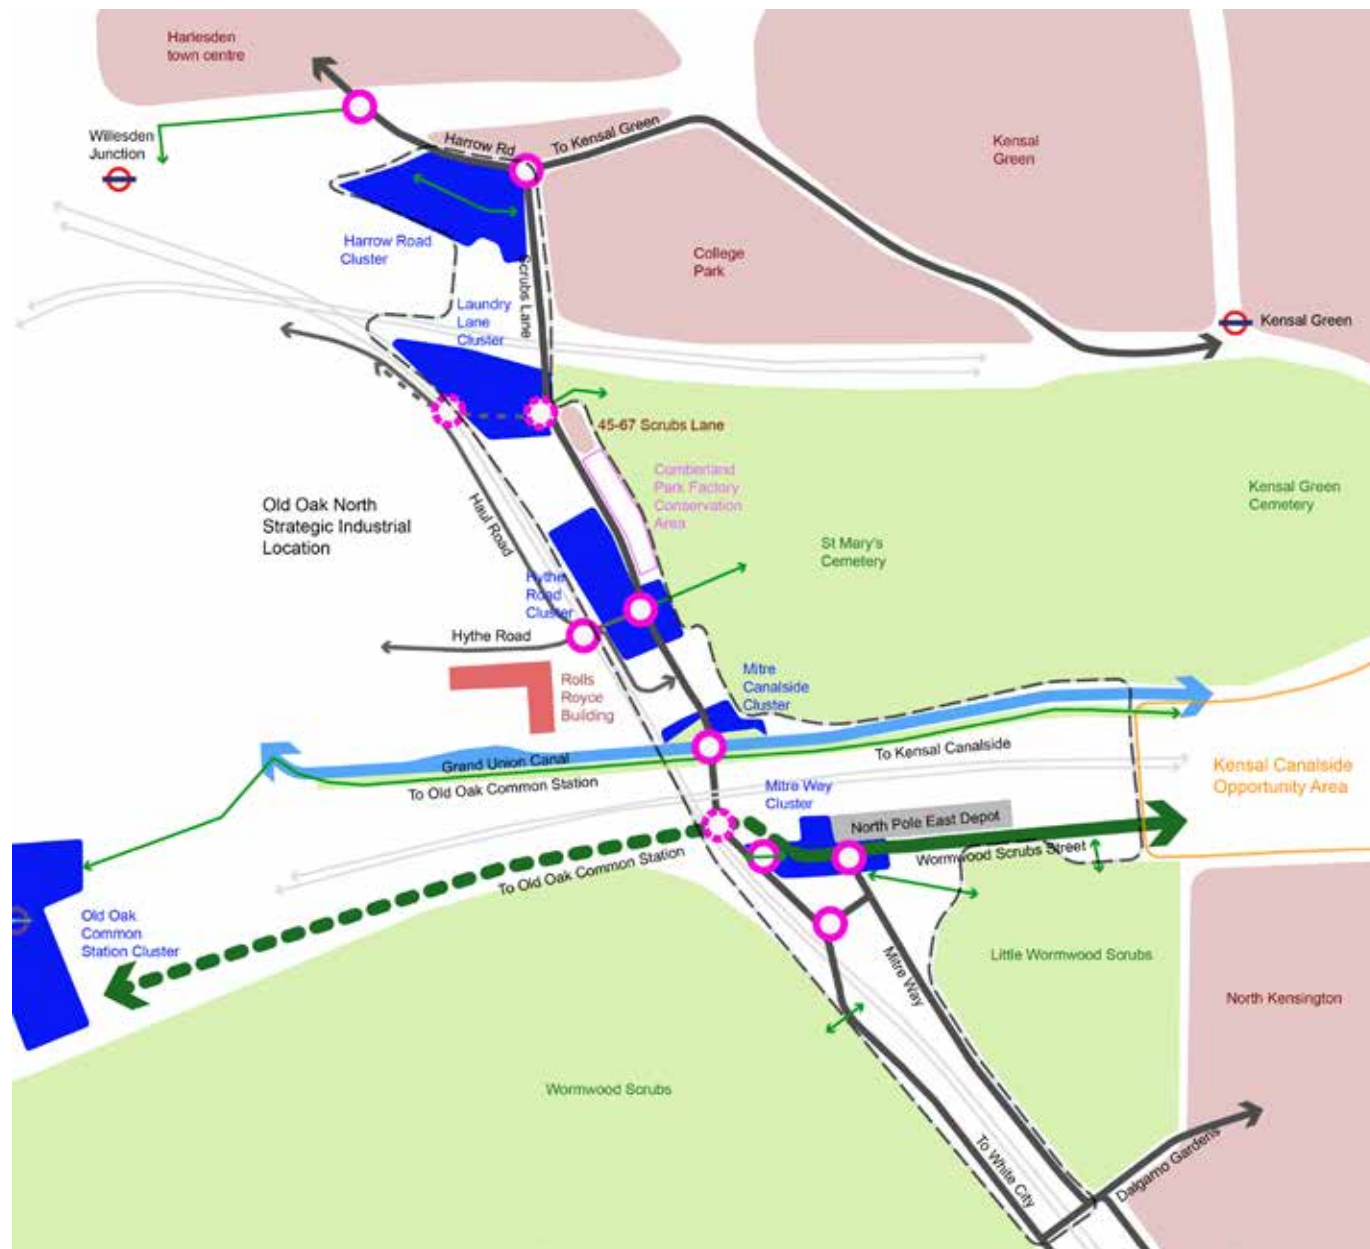 Harlesden
town centre
Willesden
Junction
Harrow Rd
To Kensal Green
Kensal
Green
College
Park
Harrow Road
Cluster
Scrubs Lane
Laundry
Lane
Cluster
Kensal Green
45-67 Scrubs Lane
Cumberland
Park Factory
Conservation
Area
Kensal Green
Cemetery
Old Oak North
Strategic Industrial
Location
Haul Road
St Mary's
Cemetery
Hythe
Road
Cluster
Hythe Road
Rolls
Royce
Building
Mitre
Canalside
Cluster
Grand Union Canal
To Kensal Canalside
To Old Oak Common Station
Kensal Canalside
Opportunity Area
Mitre Way
Cluster
North Pole East Depot
Wormwood Scrubs Street
To Old Oak Common Station
Old Oak
Common
Station Cluster
Mitre Way
Little Wormwood Scrubs
North Kensington
Wormwood Scrubs
To White City
Dalgarno Gardens